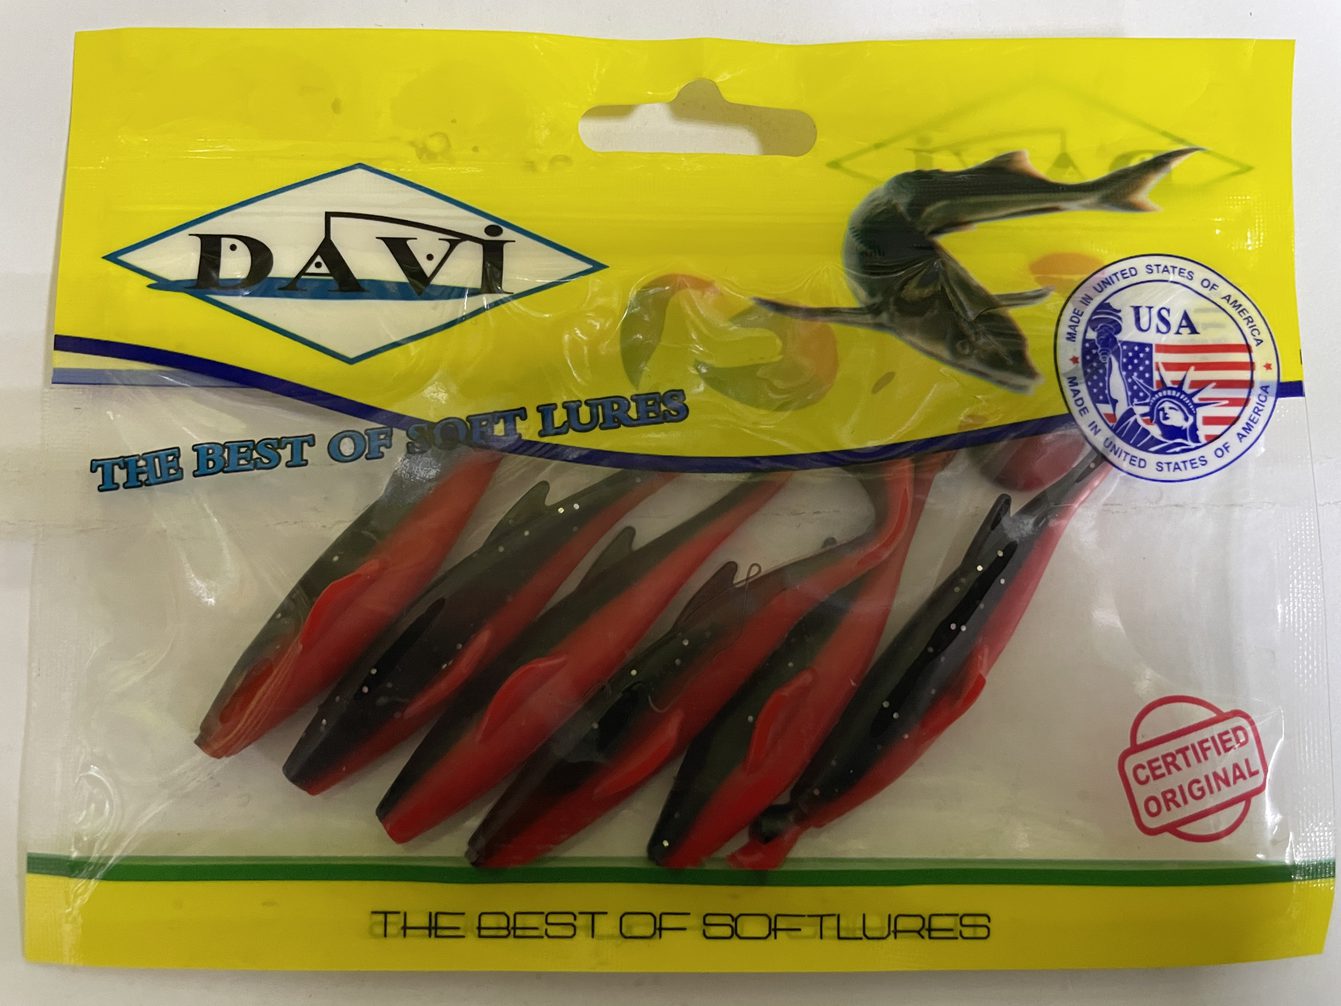 DAVİ
THE BEST OF SOFT LURES
MADE IN UNITED STATES OF AMERICA
USA
MADE IN UNITED STATES OF AMERICA
CERTIFIED
ORIGINAL
THE BEST OF SOFTLURES